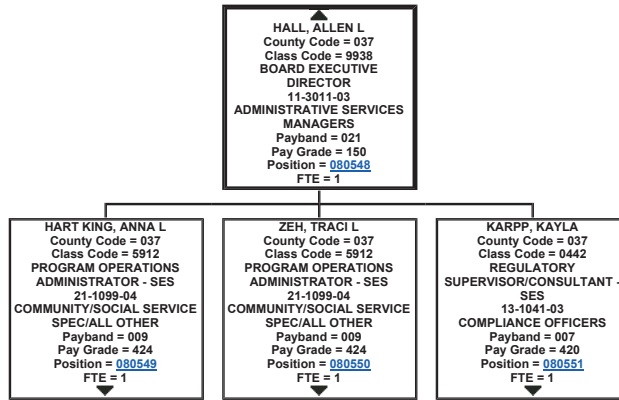 HALL, ALLEN L
County Code = 037
Class Code = 9938
BOARD EXECUTIVE
DIRECTOR
11-3011-03
ADMINISTRATIVE SERVICES
MANAGERS
Payband = 021
Pay Grade = 150
Position = 080548
FTE = 1
HART KING, ANNA L
County Code = 037
Class Code = 5912
PROGRAM OPERATIONS
ADMINISTRATOR - SES
21-1099-04
COMMUNITY/SOCIAL SERVICE
SPEC/ALL OTHER
Payband = 009
Pay Grade = 424
Position = 080549
FTE = 1
ZEH, TRACI L
County Code = 037
Class Code = 5912
PROGRAM OPERATIONS
ADMINISTRATOR - SES
21-1099-04
COMMUNITY/SOCIAL SERVICE
SPEC/ALL OTHER
Payband = 009
Pay Grade = 424
Position = 080550
FTE = 1
KARPP, KAYLA
County Code = 037
Class Code = 0442
REGULATORY
SUPERVISOR/CONSULTANT -
SES
13-1041-03
COMPLIANCE OFFICERS
Payband = 007
Pay Grade = 420
Position = 080551
FTE = 1